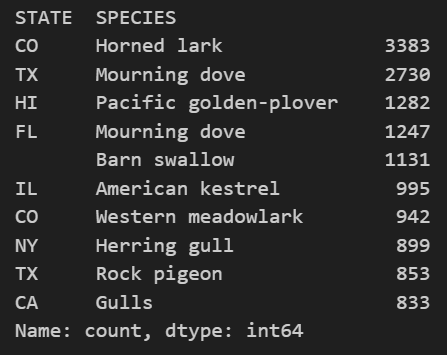 STATE  SPECIES
CO     Horned lark              3383
TX     Mourning dove            2730
HI     Pacific golden-plover    1282
FL     Mourning dove            1247
       Barn swallow             1131
IL     American kestrel          995
CO     Western meadowlark        942
NY     Herring gull              899
TX     Rock pigeon               853
CA     Gulls                     833
Name: count, dtype: int64